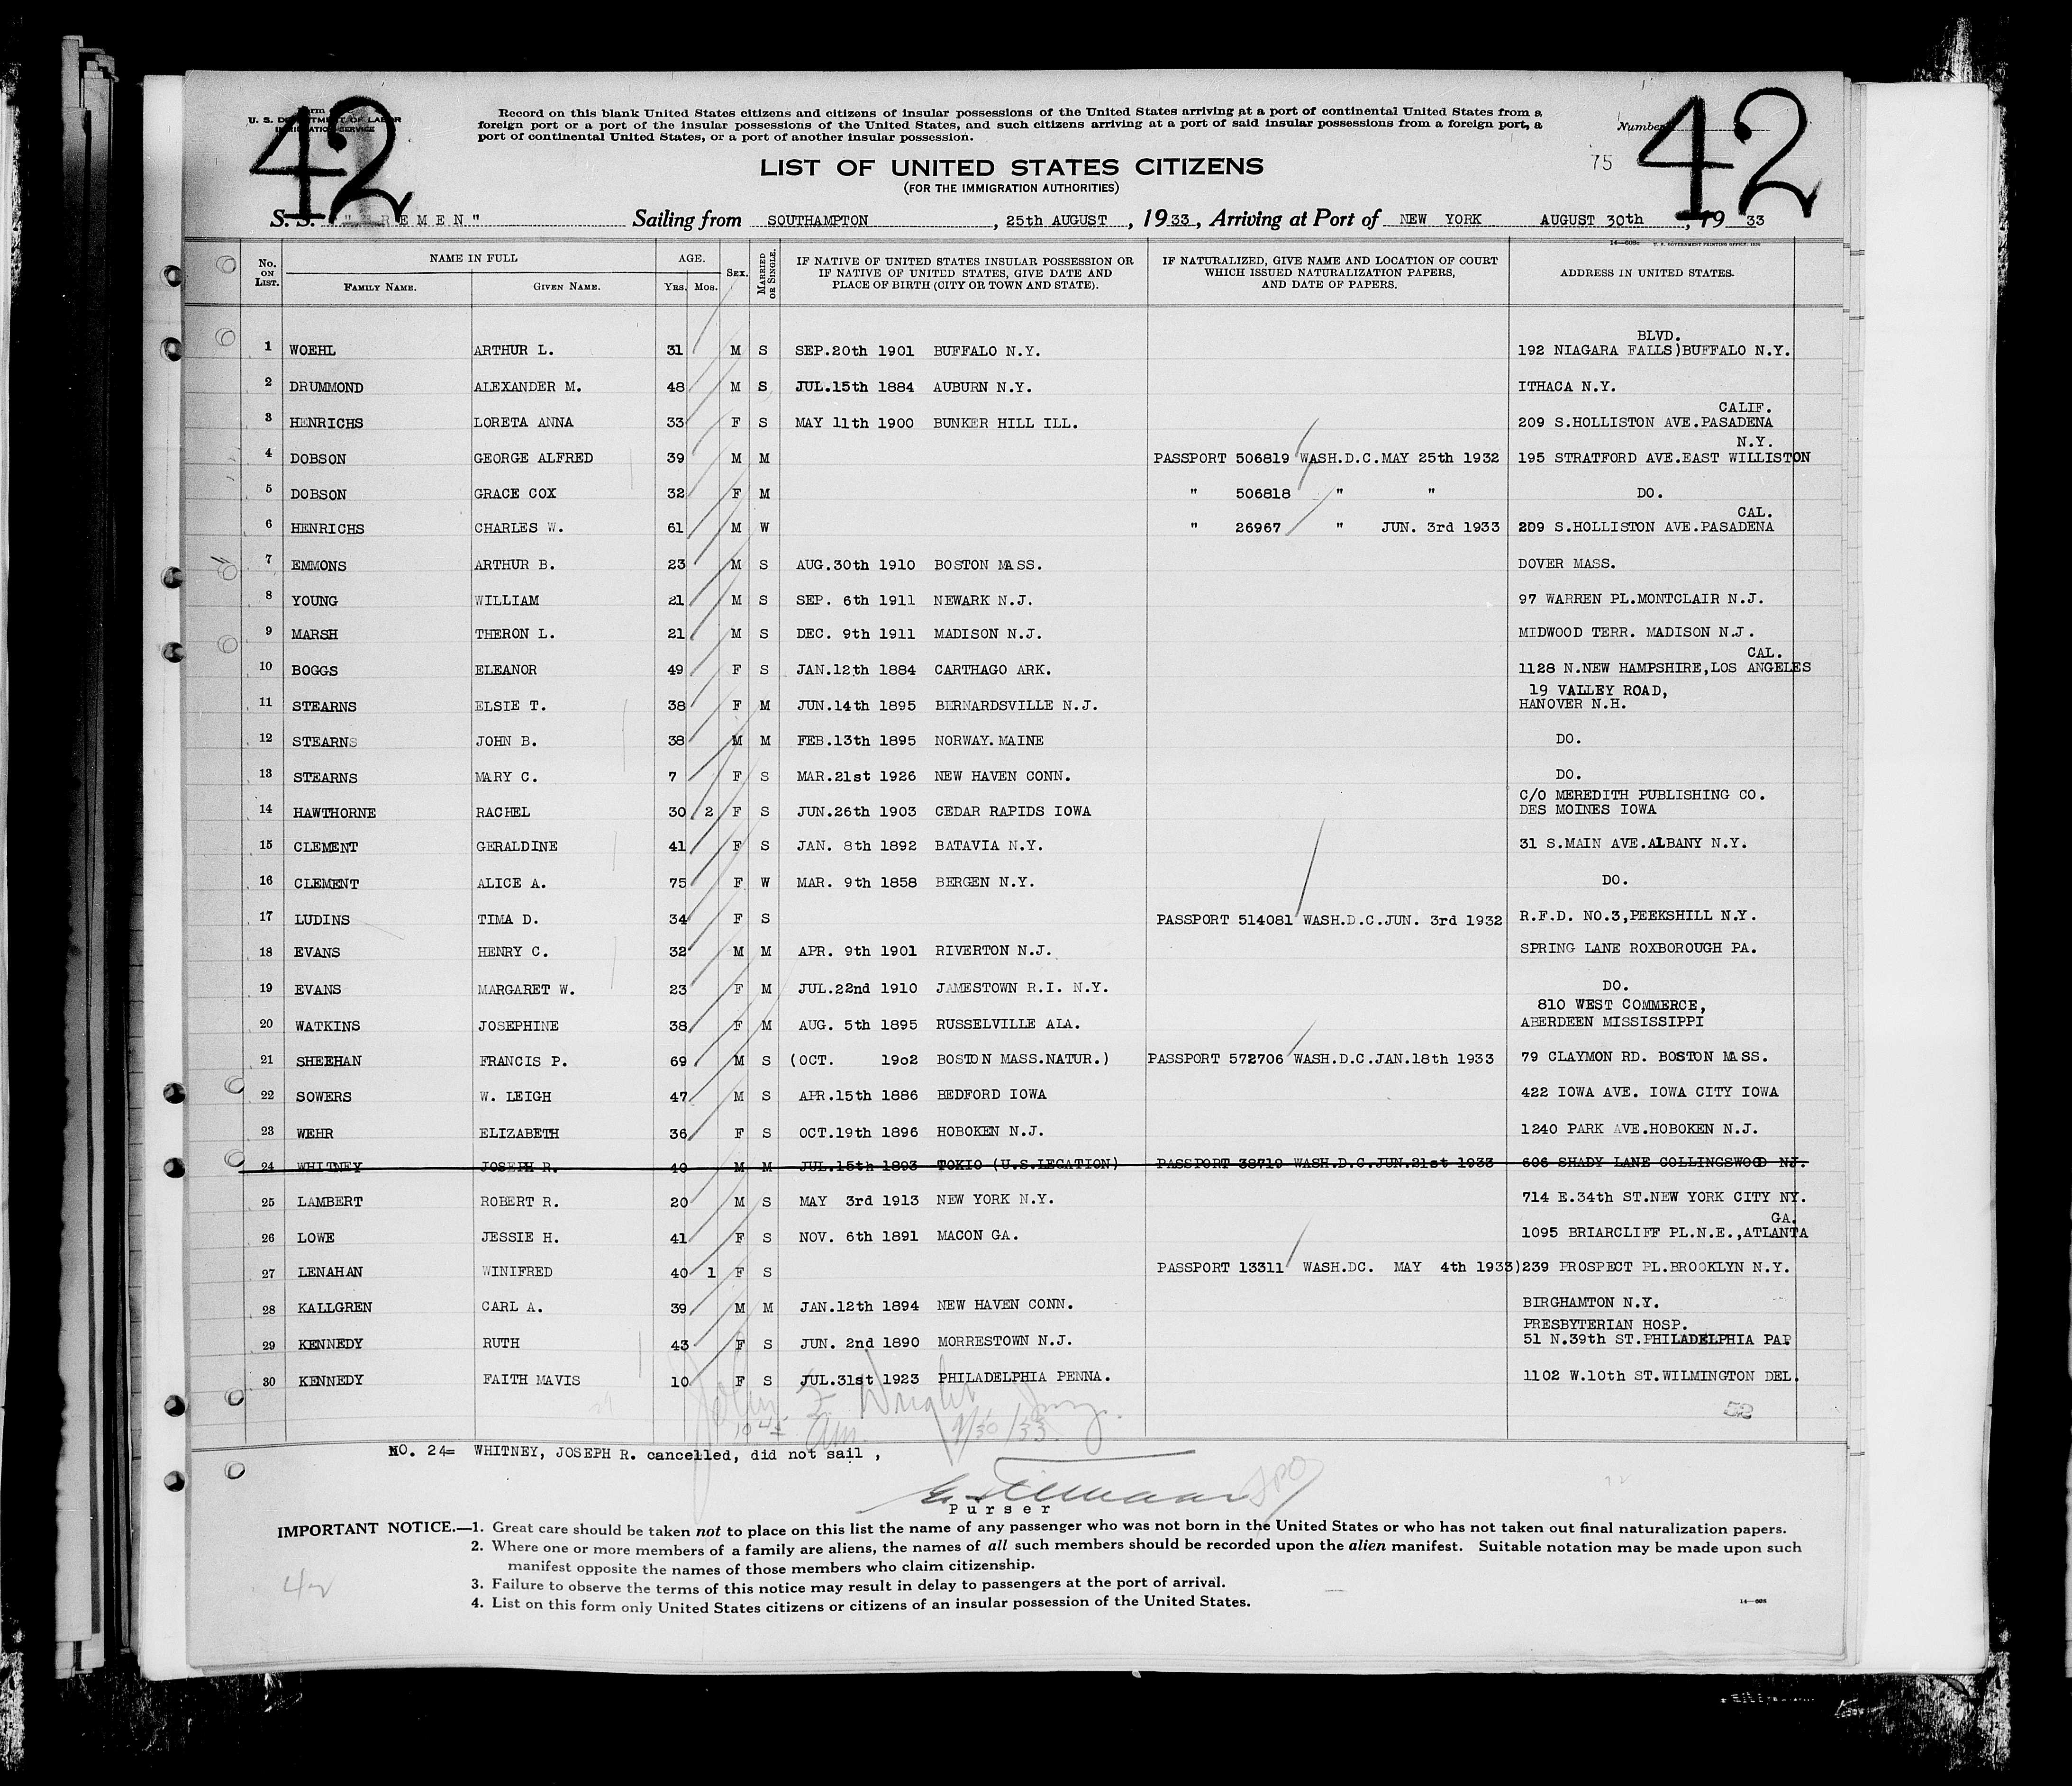 42
42
Form
U. S. DEPARTMENT OF LABOR
IMMIGRATION SERVICE
Record on this blank United States citizens and citizens of insular possessions of the United States arriving at a port of continental United States from a
foreign port or a port of the insular possessions of the United States, and such citizens arriving at a port of said insular possessions from a foreign port, a
port of continental United States, or a port of another insular possession.
Number
LIST OF UNITED STATES CITIZENS
75
(FOR THE IMMIGRATION AUTHORITIES)
S. S. "BREMEN" Sailing from SOUTHAMPTON, 25th AUGUST, 1933, Arriving at Port of NEW YORK AUGUST 30th, 1933
14—608c U. S. GOVERNMENT PRINTING OFFICE: 1930
No. ON LIST. NAME IN FULL FAMILY NAME. GIVEN NAME. AGE. YRS. MOS. SEX. MARRIED OR SINGLE. IF NATIVE OF UNITED STATES INSULAR POSSESSION OR IF NATIVE OF UNITED STATES, GIVE DATE AND PLACE OF BIRTH (CITY OR TOWN AND STATE). IF NATURALIZED, GIVE NAME AND LOCATION OF COURT WHICH ISSUED NATURALIZATION PAPERS, AND DATE OF PAPERS. ADDRESS IN UNITED STATES.
BLVD.
1 WOEHL ARTHUR L. 31 M S SEP.20th 1901 BUFFALO N.Y. 192 NIAGARA FALLS)BUFFALO N.Y.
2 DRUMMOND ALEXANDER M. 48 M S JUL.15th 1884 AUBURN N.Y. ITHACA N.Y.
CALIF.
3 HENRICHS LORETA ANNA 33 F S MAY 11th 1900 BUNKER HILL ILL. 209 S.HOLLISTON AVE.PASADENA
N.Y.
4 DOBSON GEORGE ALFRED 39 M M PASSPORT 506819 WASH.D.C.MAY 25th 1932 195 STRATFORD AVE.EAST WILLISTON
5 DOBSON GRACE COX 32 F M " 506818 " " DO.
CAL.
6 HENRICHS CHARLES W. 61 M W " 26967 " JUN. 3rd 1933 209 S.HOLLISTON AVE.PASADENA
7 EMMONS ARTHUR B. 23 M S AUG.30th 1910 BOSTON MASS. DOVER MASS.
8 YOUNG WILLIAM 21 M S SEP. 6th 1911 NEWARK N.J. 97 WARREN PL.MONTCLAIR N.J.
9 MARSH THERON L. 21 M S DEC. 9th 1911 MADISON N.J. MIDWOOD TERR. MADISON N.J.
CAL.
10 BOGGS ELEANOR 49 F S JAN.12th 1884 CARTHAGO ARK. 1128 N.NEW HAMPSHIRE,LOS ANGELES
19 VALLEY ROAD,
11 STEARNS ELSIE T. 38 F M JUN.14th 1895 BERNARDSVILLE N.J. HANOVER N.H.
12 STEARNS JOHN B. 38 M M FEB.13th 1895 NORWAY.MAINE DO.
13 STEARNS MARY C. 7 F S MAR.21st 1926 NEW HAVEN CONN. DO.
C/O MEREDITH PUBLISHING CO.
14 HAWTHORNE RACHEL 30 2 F S JUN.26th 1903 CEDAR RAPIDS IOWA DES MOINES IOWA
15 CLEMENT GERALDINE 41 F S JAN. 8th 1892 BATAVIA N.Y. 31 S.MAIN AVE.ALBANY N.Y.
16 CLEMENT ALICE A. 75 F W MAR. 9th 1858 BERGEN N.Y. DO.
17 LUDINS TIMA D. 34 F S PASSPORT 514081 WASH.D.C.JUN. 3rd 1932 R.F.D. NO.3,PEEKSHILL N.Y.
18 EVANS HENRY C. 32 M M APR. 9th 1901 RIVERTON N.J. SPRING LANE ROXBOROUGH PA.
19 EVANS MARGARET W. 23 F M JUL.22nd 1910 JAMESTOWN R.I. N.Y. DO.
810 WEST COMMERCE,
20 WATKINS JOSEPHINE 38 F M AUG. 5th 1895 RUSSELVILLE ALA. ABERDEEN MISSISSIPPI
21 SHEEHAN FRANCIS P. 69 M S (OCT. 19o2 BOSTON MASS.NATUR.) PASSPORT 572706 WASH.D.C.JAN.18th 1933 79 CLAYMON RD. BOSTON MASS.
22 SOWERS W. LEIGH 47 M S APR.15th 1886 BEDFORD IOWA 422 IOWA AVE. IOWA CITY IOWA
23 WEHR ELIZABETH 36 F S OCT.19th 1896 HOBOKEN N.J. 1240 PARK AVE.HOBOKEN N.J.
24 WHITNEY JOSEPH R. 40 M M JUL.15th 1893 TOKIO (U.S.LEGATION) PASSPORT 38719 WASH.D.C.JUN.21st 1933 606 SHADY LANE COLLINGSWOOD NJ.
25 LAMBERT ROBERT R. 20 M S MAY 3rd 1913 NEW YORK N.Y. 714 E.34th ST.NEW YORK CITY NY.
GA.
26 LOWE JESSIE H. 41 F S NOV. 6th 1891 MACON GA. 1095 BRIARCLIFF PL.N.E.,ATLANTA
27 LENAHAN WINIFRED 40 1 F S PASSPORT 13311 WASH.DC. MAY 4th 1933)239 PROSPECT PL.BROOKLYN N.Y.
28 KALLGREN CARL A. 39 M M JAN.12th 1894 NEW HAVEN CONN. BIRGHAMTON N.Y.
PRESBYTERIAN HOSP.
29 KENNEDY RUTH 43 F S JUN. 2nd 1890 MORRESTOWN N.J. 51 N.39th ST.PHILADELPHIA PA.
30 KENNEDY FAITH MAVIS 10 F S JUL.31st 1923 PHILADELPHIA PENNA. 1102 W.10th ST.WILMINGTON DEL.
John F. Wright
52
NO. 24= WHITNEY, JOSEPH R. cancelled, did not sail ,
Purser
IMPORTANT NOTICE.—1. Great care should be taken not to place on this list the name of any passenger who was not born in the United States or who has not taken out final naturalization papers.
2. Where one or more members of a family are aliens, the names of all such members should be recorded upon the alien manifest. Suitable notation may be made upon such
manifest opposite the names of those members who claim citizenship.
3. Failure to observe the terms of this notice may result in delay to passengers at the port of arrival.
4. List on this form only United States citizens or citizens of an insular possession of the United States.
42
14—608